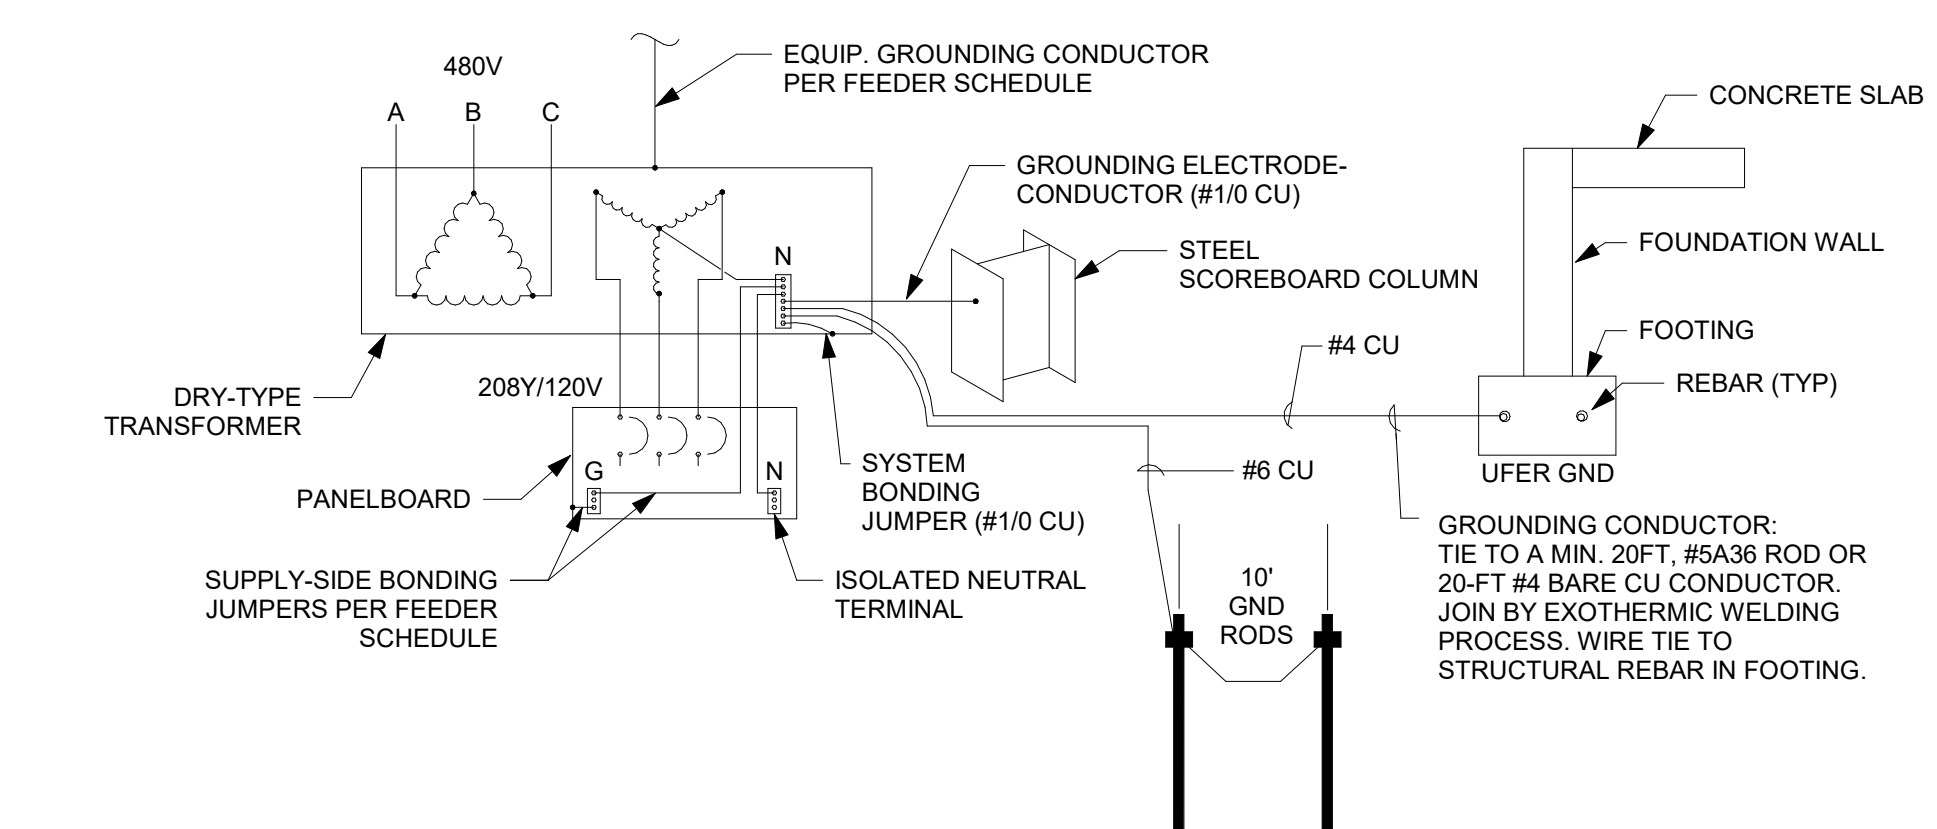 480V
A
B
C
EQUIP. GROUNDING CONDUCTOR
PER FEEDER SCHEDULE
CONCRETE SLAB
GROUNDING ELECTRODE-
CONDUCTOR (#1/0 CU)
STEEL
SCOREBOARD COLUMN
FOUNDATION WALL
N
FOOTING
#4 CU
REBAR (TYP)
DRY-TYPE
TRANSFORMER
208Y/120V
SYSTEM
BONDING
JUMPER (#1/0 CU)
#6 CU
UFER GND
G
N
PANELBOARD
GROUNDING CONDUCTOR:
TIE TO A MIN. 20FT, #5A36 ROD OR
20-FT #4 BARE CU CONDUCTOR.
JOIN BY EXOTHERMIC WELDING
PROCESS. WIRE TIE TO
STRUCTURAL REBAR IN FOOTING.
SUPPLY-SIDE BONDING
JUMPERS PER FEEDER
SCHEDULE
ISOLATED NEUTRAL
TERMINAL
10'
GND
RODS